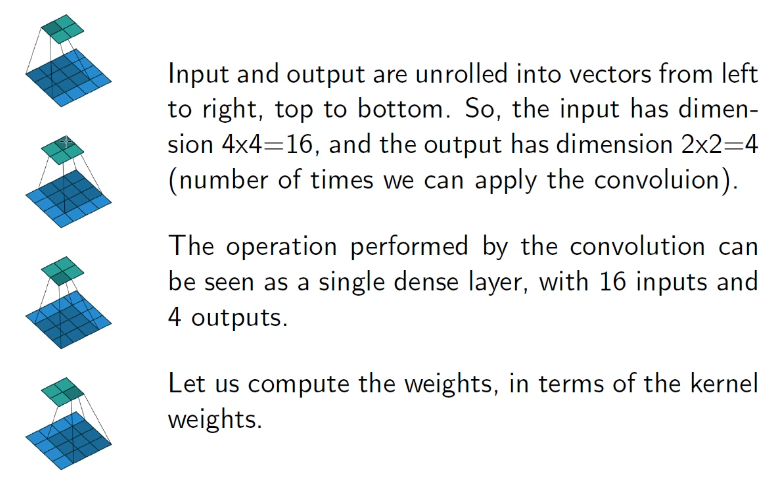 Input and output are unrolled into vectors from left
to right, top to bottom. So, the input has dimen-
sion 4x4=16, and the output has dimension 2x2=4
(number of times we can apply the convoluion).
The operation performed by the convolution can
be seen as a single dense layer, with 16 inputs and
4 outputs.
Let us compute the weights, in terms of the kernel
weights.